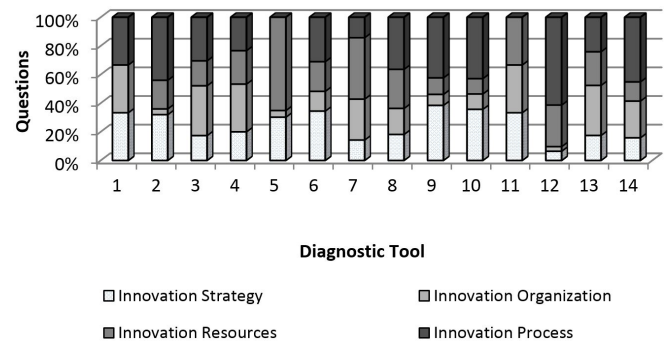 100%
80%
60%
40%
20%
0%
Questions
1 2 3 4 5 6 7 8 9 10 11 12 13 14
Diagnostic Tool
Innovation Strategy
Innovation Organization
Innovation Resources
Innovation Process